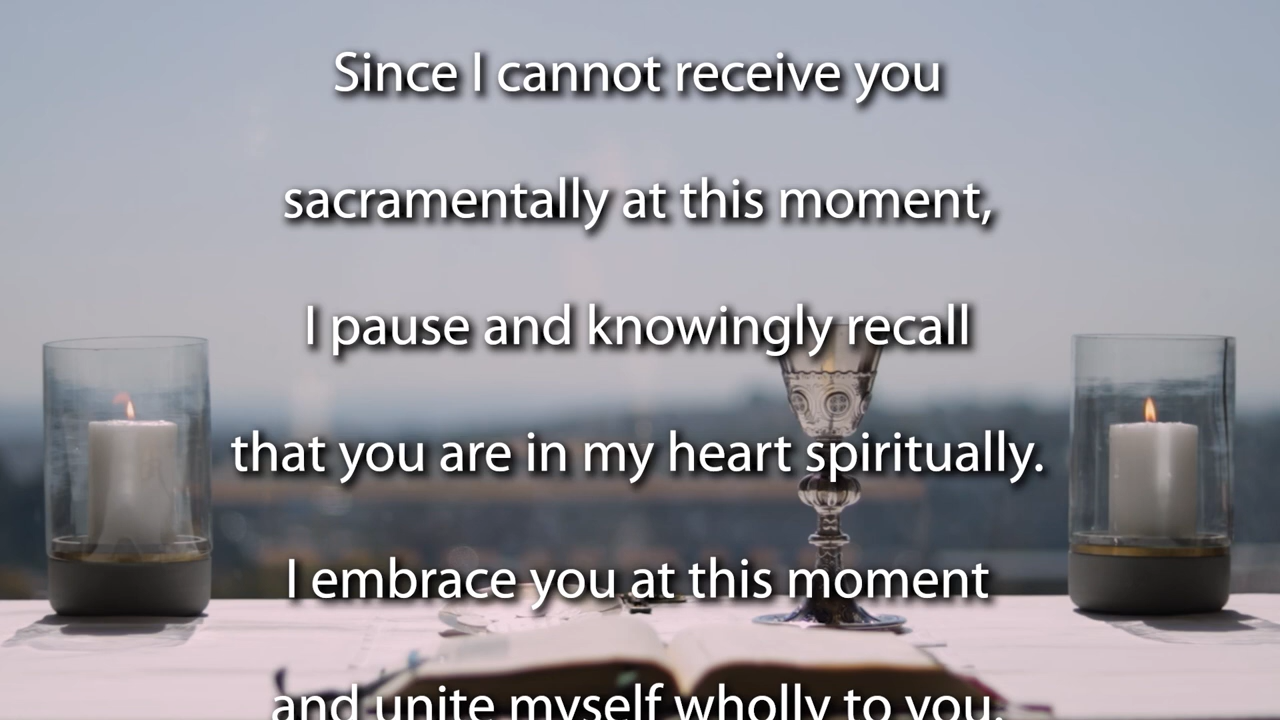 Since I cannot receive you
sacramentally at this moment,
I pause and knowingly recall
that you are in my heart spiritually.
I embrace you at this moment
and unite myself wholly to you.